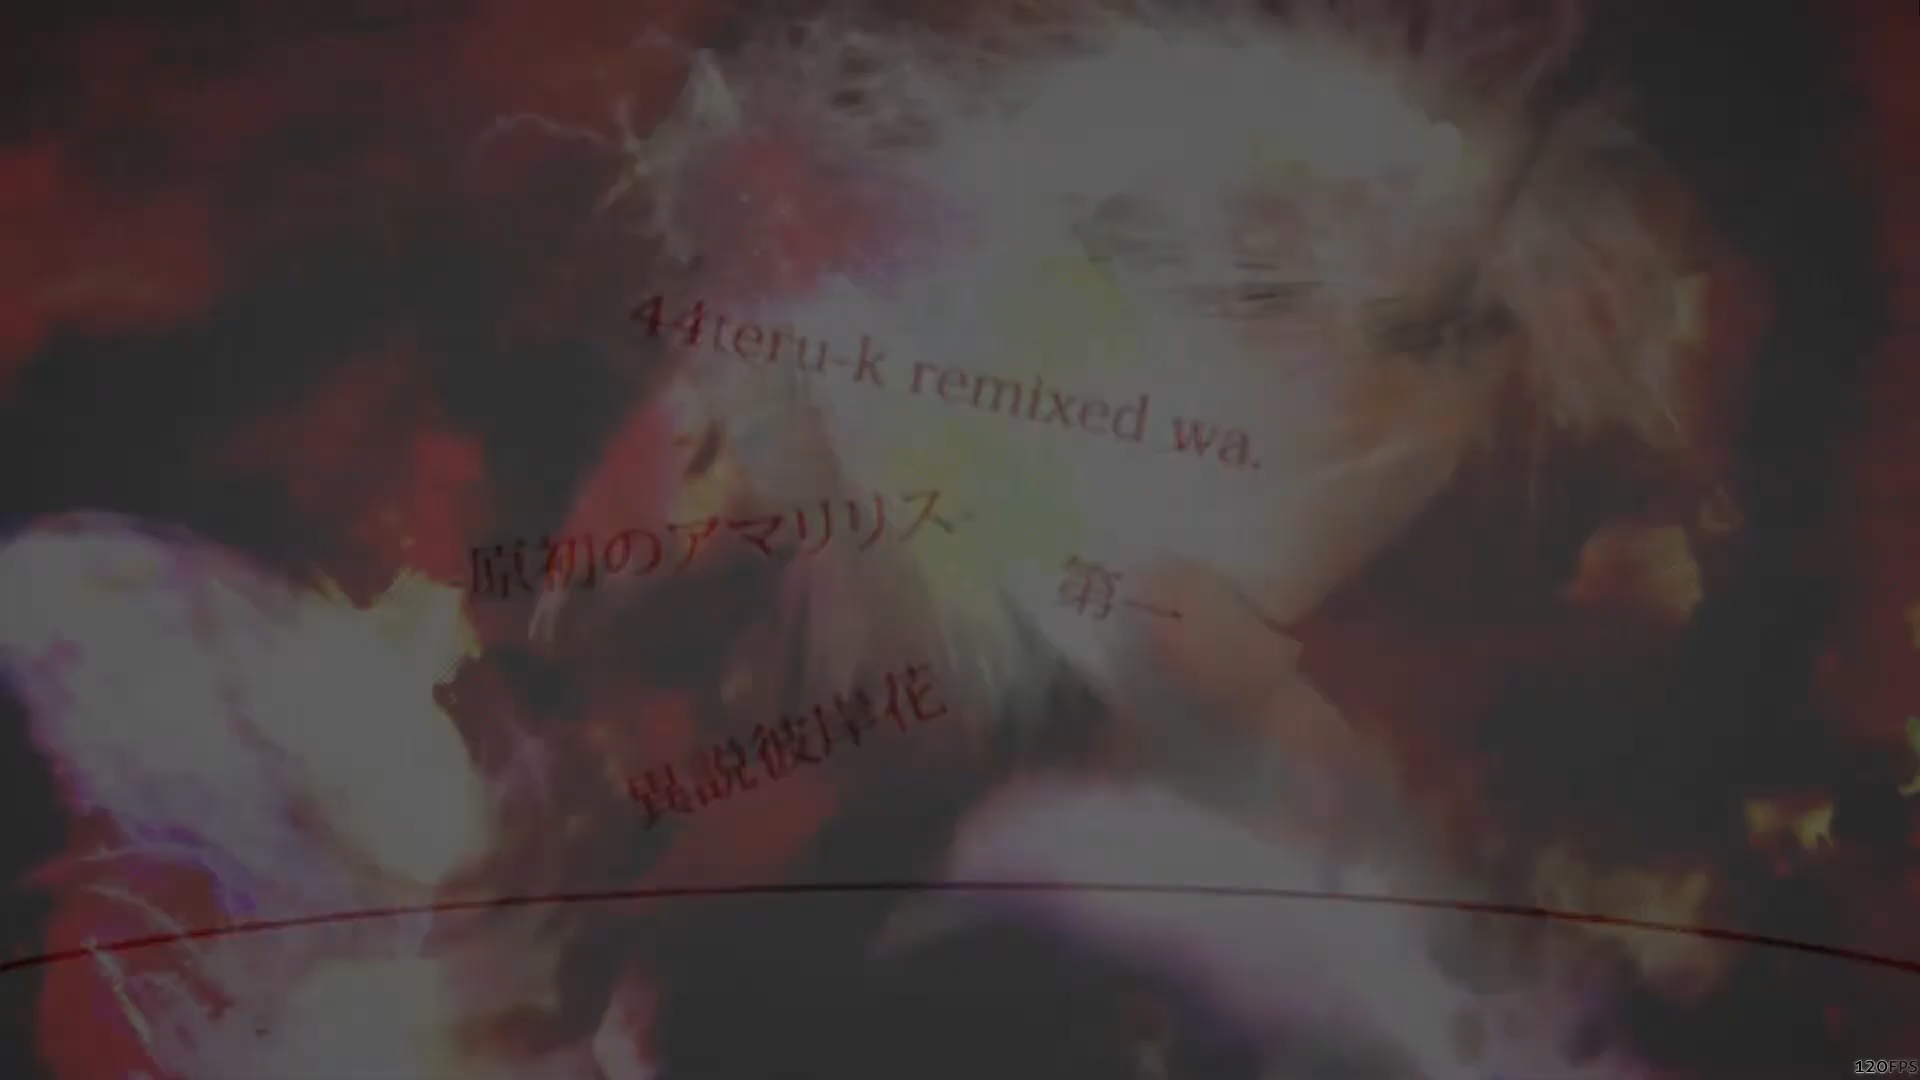 44teru-k remixed wa.
-原初のアマリリス-
第一
異説彼岸花
120FPS